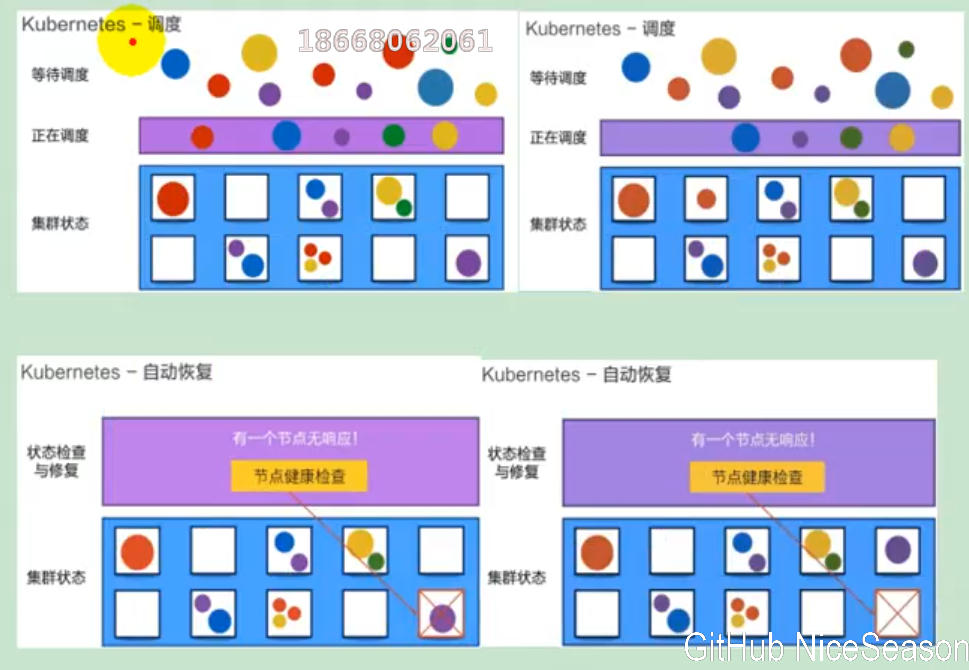 Kubernetes - 调度
18668062061
等待调度
正在调度
集群状态
Kubernetes - 调度
等待调度
正在调度
集群状态
Kubernetes - 自动恢复
状态检查
与修复
有一个节点无响应!
节点健康检查
集群状态
Kubernetes - 自动恢复
状态检查
与修复
有一个节点无响应!
节点健康检查
集群状态
GitHub NiceSeason